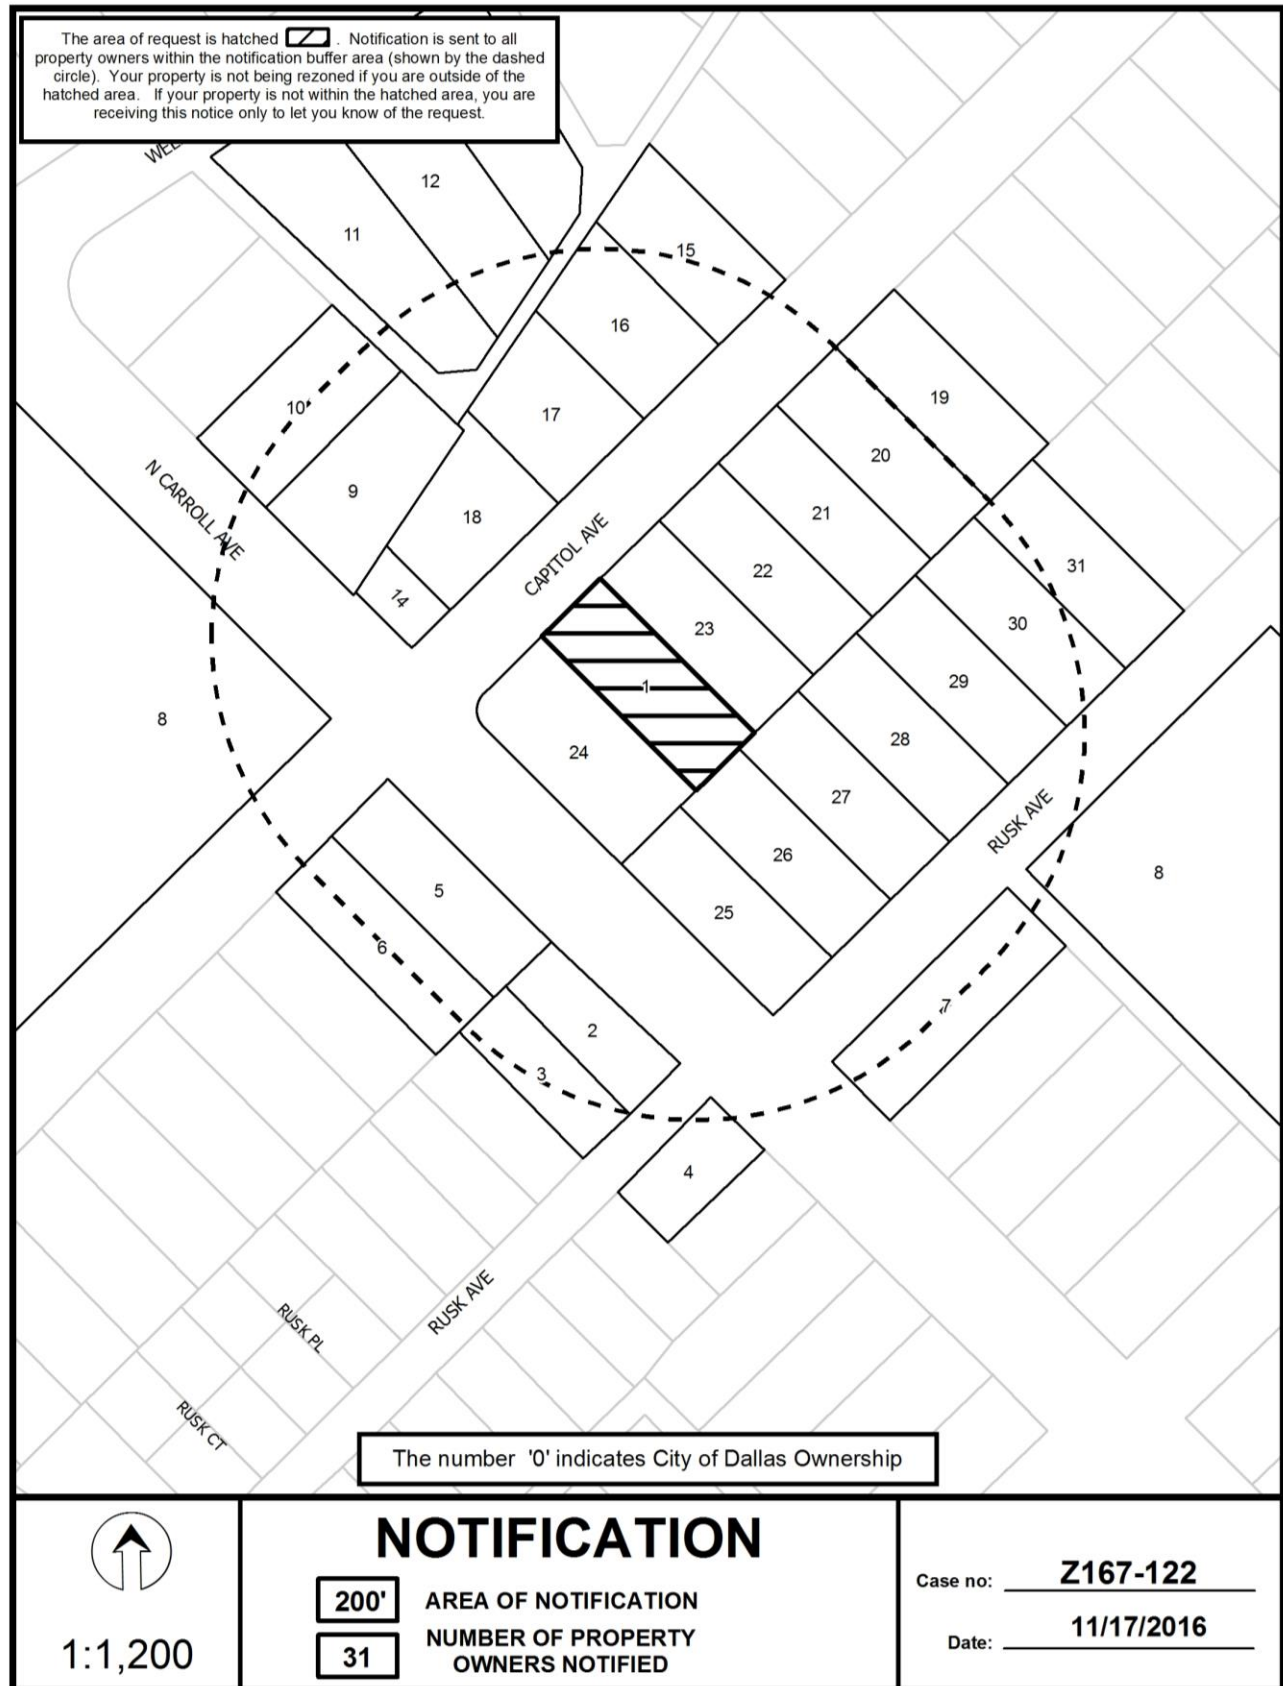 The area of request is hatched . Notification is sent to all
property owners within the notification buffer area (shown by the dashed
circle). Your property is not being rezoned if you are outside of the
hatched area. If your property is not within the hatched area, you are
receiving this notice only to let you know of the request.
12
11
15
16
10
17
19
20
N CARROLL AVE
9
18
21
CAPITOL AVE
22
31
14
23
30
1
29
8
24
28
27
RUSK AVE
26
8
5
25
6
7
2
3
4
RUSK AVE
RUSK PL
RUSK CT
The number '0' indicates City of Dallas Ownership
1:1,200
NOTIFICATION
200' AREA OF NOTIFICATION
31 NUMBER OF PROPERTY
OWNERS NOTIFIED
Case no: Z167-122
Date: 11/17/2016